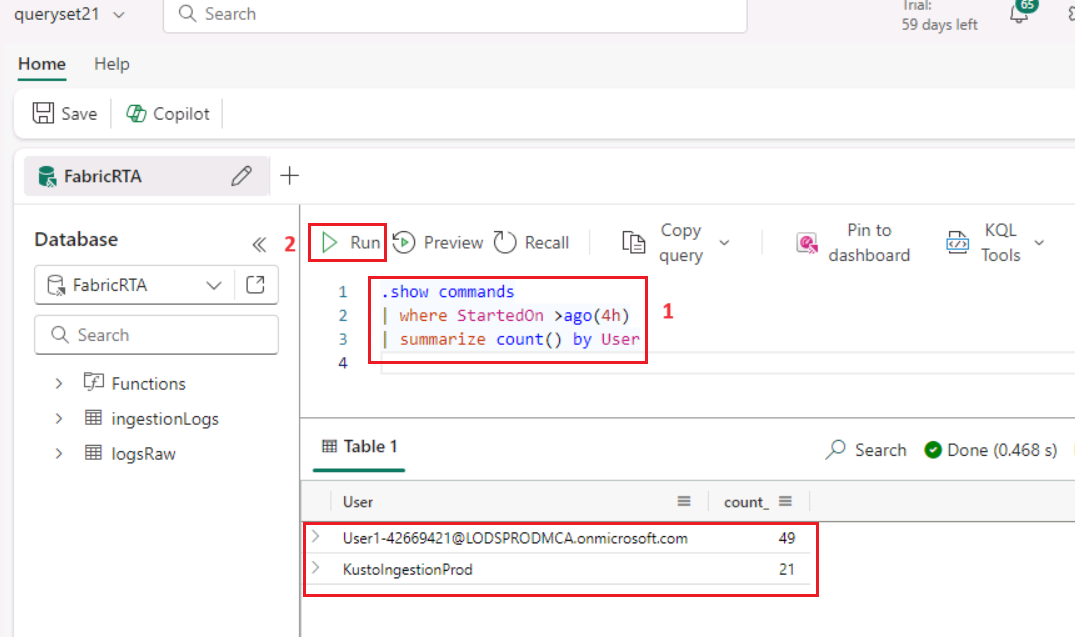 queryset21
Search
Trial:
59 days left
65
Home
Help
Save
Copilot
FabricRTA
Database
2
Run
Preview
Recall
Copy
query
Pin to
dashboard
KQL
Tools
FabricRTA
Search
Functions
ingestionLogs
logsRaw
1 .show commands
2 | where StartedOn >ago(4h)
3 | summarize count() by User
4
1
Table 1
Search
Done (0.468 s)
User count_
User1-42669421@LODSPRODMCA.onmicrosoft.com 49
KustoIngestionProd 21